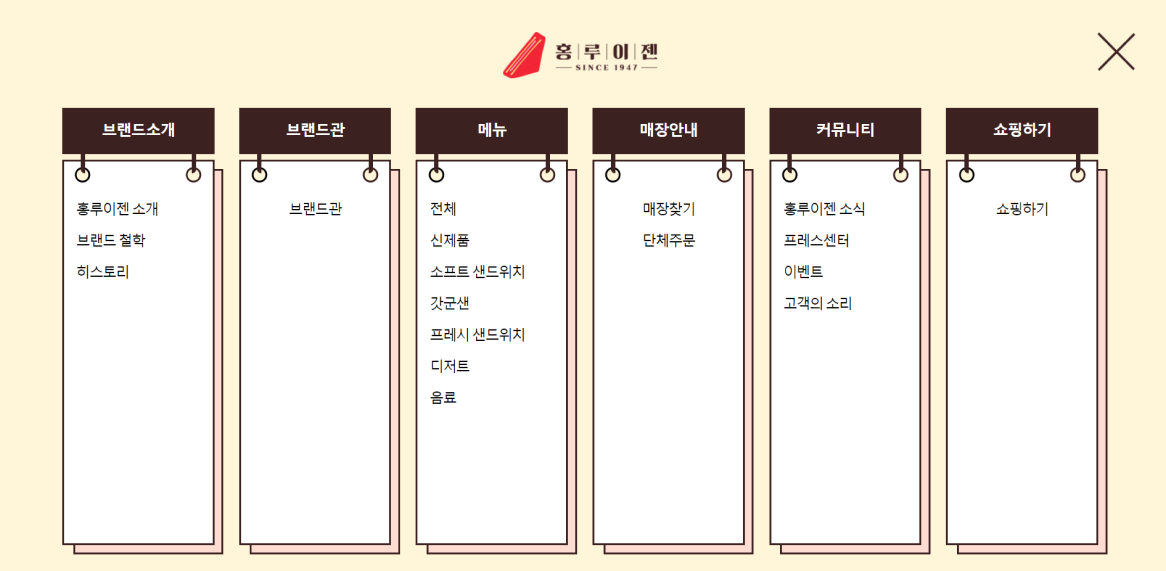 홍루이젠
SINCE 1947
브랜드소개
홍루이젠 소개
브랜드 철학
히스토리
브랜드관
브랜드관
메뉴
전체
신제품
소프트 샌드위치
갓군샌
프레시 샌드위치
디저트
음료
매장안내
매장찾기
단체주문
커뮤니티
홍루이젠 소식
프레스센터
이벤트
고객의 소리
쇼핑하기
쇼핑하기